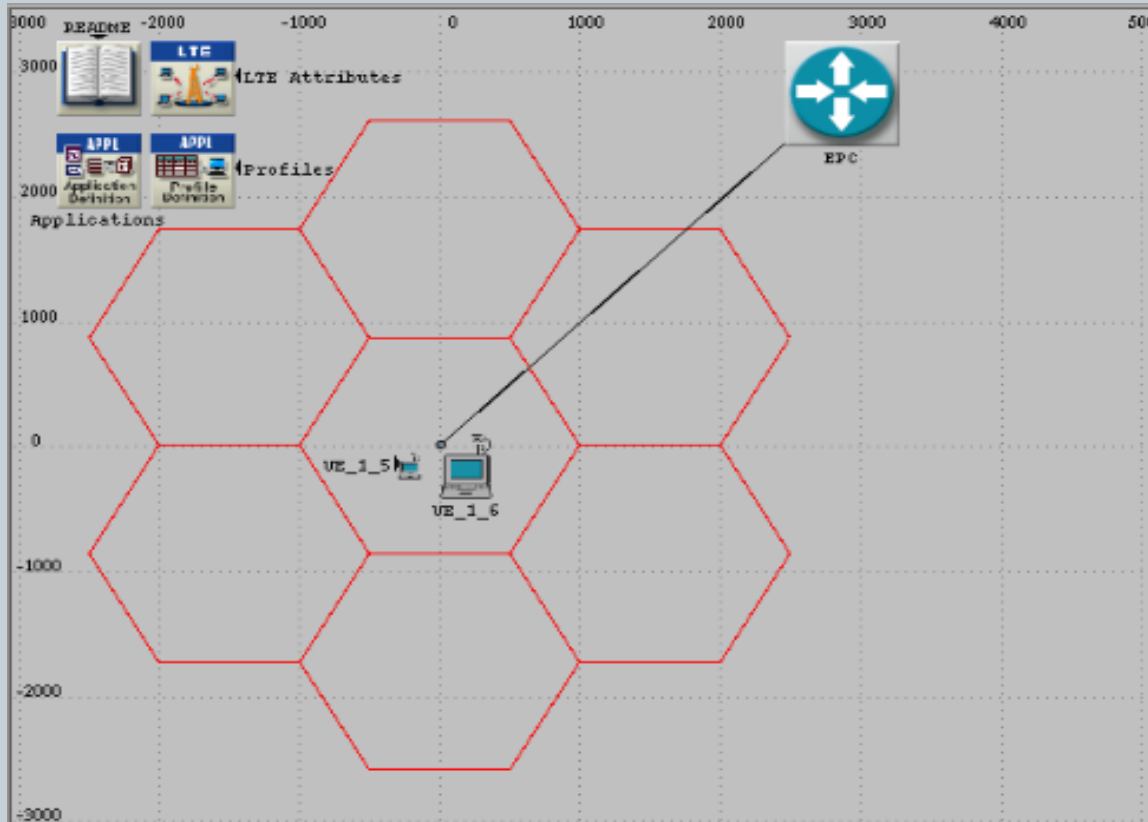 3000 -2000 -1000 0 1000 2000 3000 4000 500
README
LTE
LTE Attributes
3000
APPL APPL
Application Definition
Profile Definition
Profiles
EPC
2000
Applications
1000
0
UE_1_5
UE_1_6
-1000
-2000
-3000